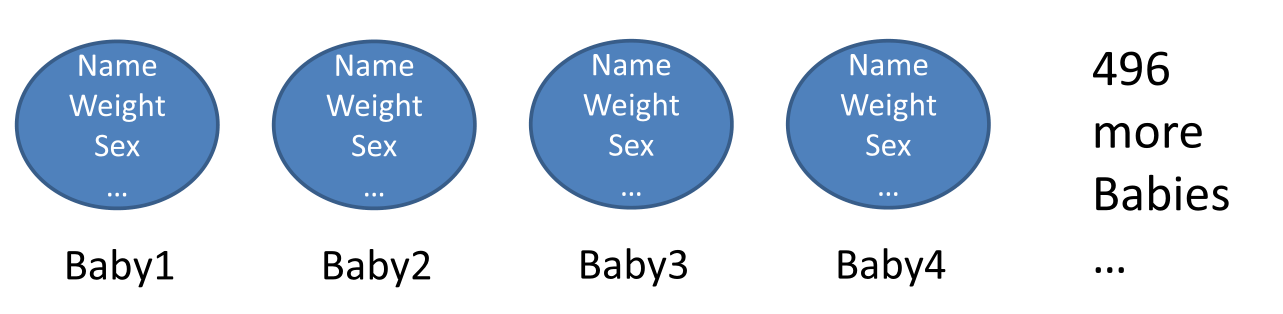 Name
Weight
Sex
...
Baby1
Name
Weight
Sex
...
Baby2
Name
Weight
Sex
...
Baby3
Name
Weight
Sex
...
Baby4
496
more
Babies
...